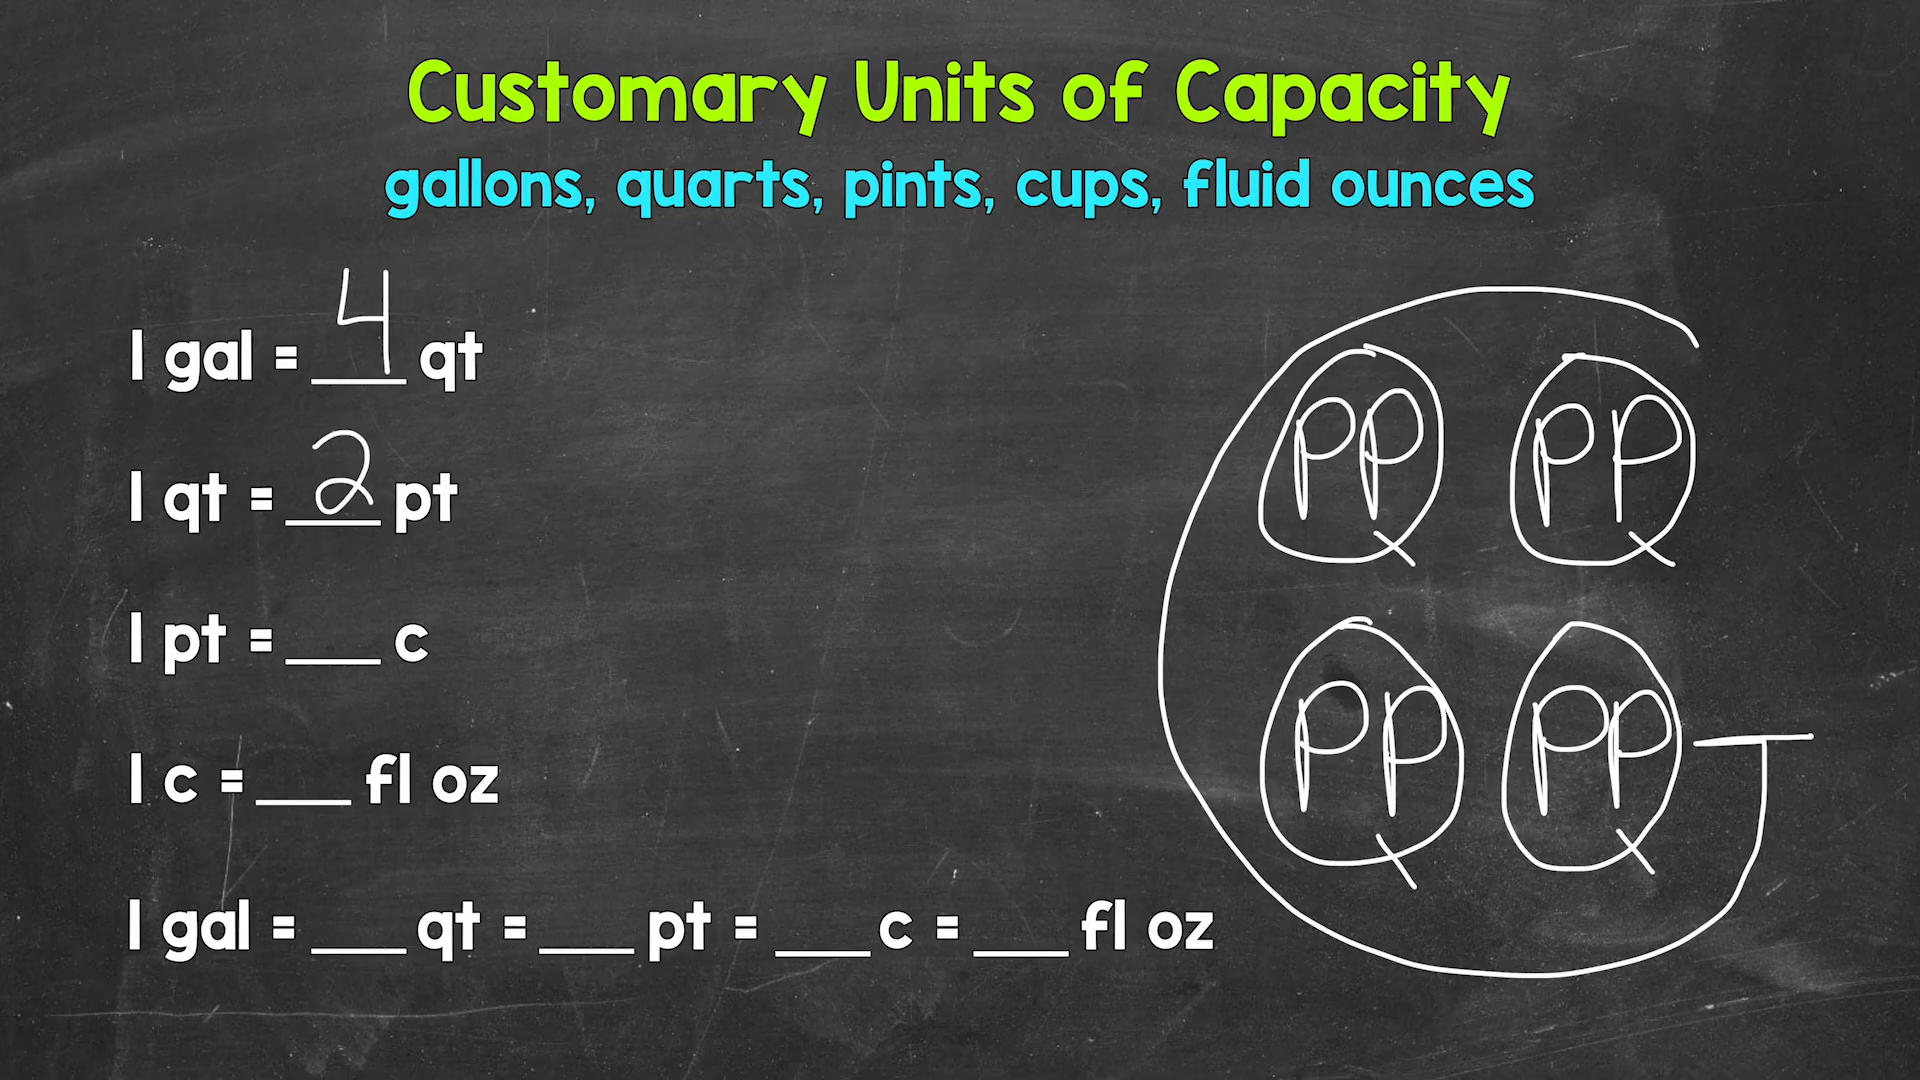 Customary Units of Capacity
gallons, quarts, pints, cups, fluid ounces
1 gal = 4 qt
1 qt = 2 pt
1 pt = ___ c
1 c = ___ fl oz
1 gal = ___ qt = ___ pt = ___ c = ___ fl oz
G
Q Q
PP PP
Q Q
PP PP